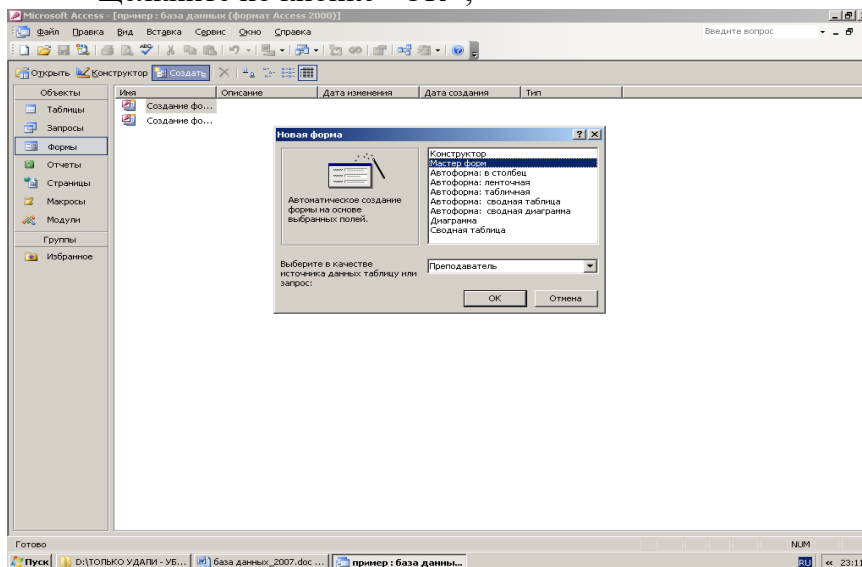 Microsoft Access - [пример : база данных (формат Access 2000)]
Файл Правка Вид Вставка Сервис Окно Справка Введите вопрос
Открыть Конструктор Создать
Объекты Имя Описание Дата изменения Дата создания Тип
Таблицы Создание фо...
Запросы Создание фо...
Формы
Отчеты
Страницы
Макросы
Модули
Группы
Избранное
Новая форма
Автоматическое создание
формы на основе
выбранных полей.
Конструктор
Мастер форм
Автоформа: в столбец
Автоформа: ленточная
Автоформа: табличная
Автоформа: сводная таблица
Автоформа: сводная диаграмма
Диаграмма
Сводная таблица
Выберите в качестве
источника данных таблицу или
запрос:
Преподаватель
ОК Отмена
Готово NUM
Пуск D:\ТОЛЬКО УДАЛИ - УБ... база данных_2007.doc ... пример : база данны... RU « 23:11